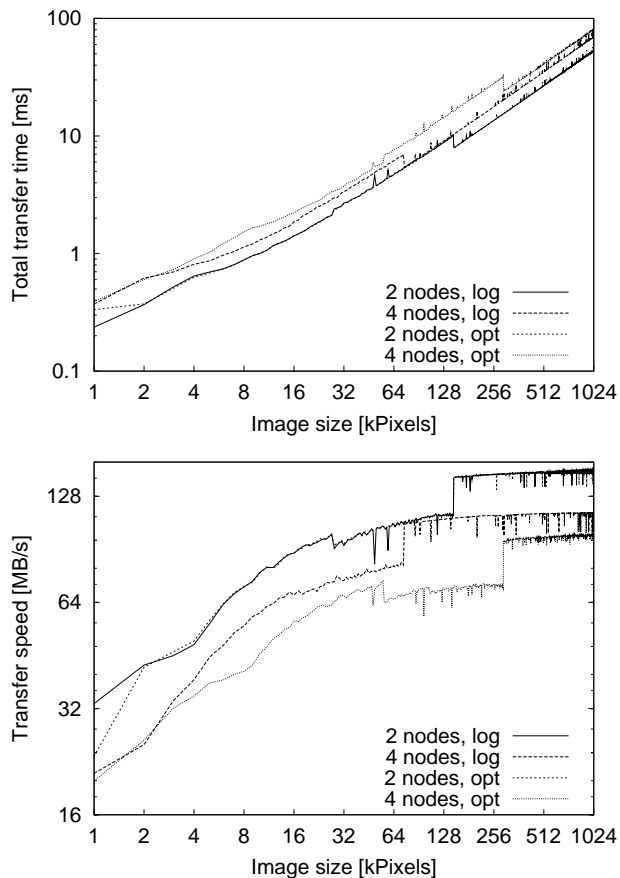 100
10
1
0.1
Total transfer time [ms]
2 nodes, log
4 nodes, log
2 nodes, opt
4 nodes, opt
1 2 4 8 16 32 64 128 256 512 1024
Image size [kPixels]
128
64
32
16
Transfer speed [MB/s]
2 nodes, log
4 nodes, log
2 nodes, opt
4 nodes, opt
1 2 4 8 16 32 64 128 256 512 1024
Image size [kPixels]